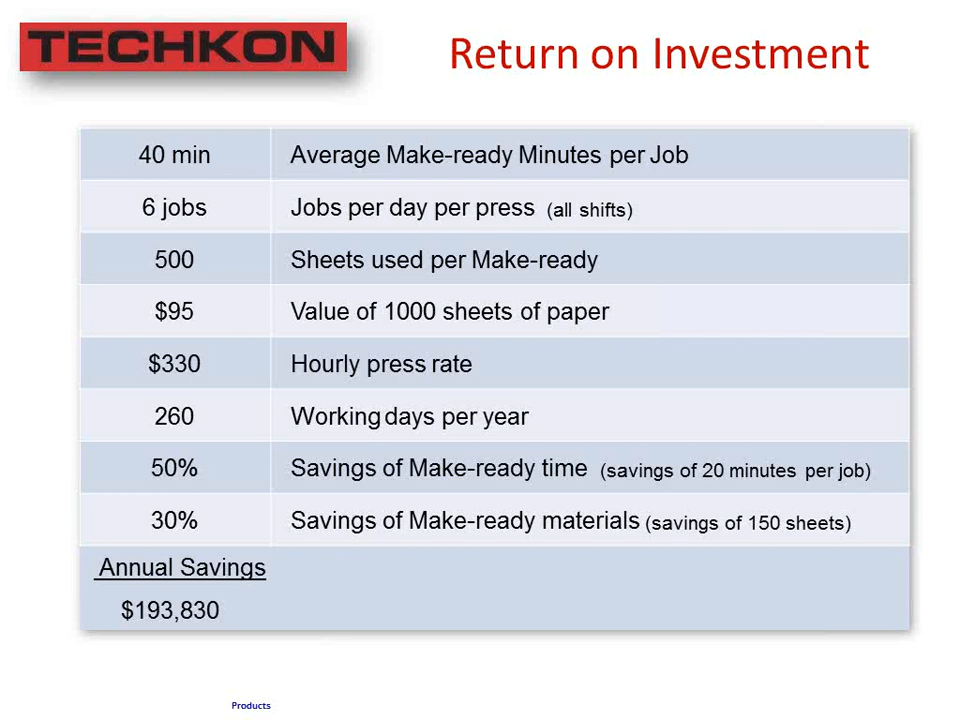 TECHKON
Return on Investment
40 min Average Make-ready Minutes per Job
6 jobs Jobs per day per press (all shifts)
500 Sheets used per Make-ready
$95 Value of 1000 sheets of paper
$330 Hourly press rate
260 Working days per year
50% Savings of Make-ready time (savings of 20 minutes per job)
30% Savings of Make-ready materials (savings of 150 sheets)
Annual Savings
$193,830
Products